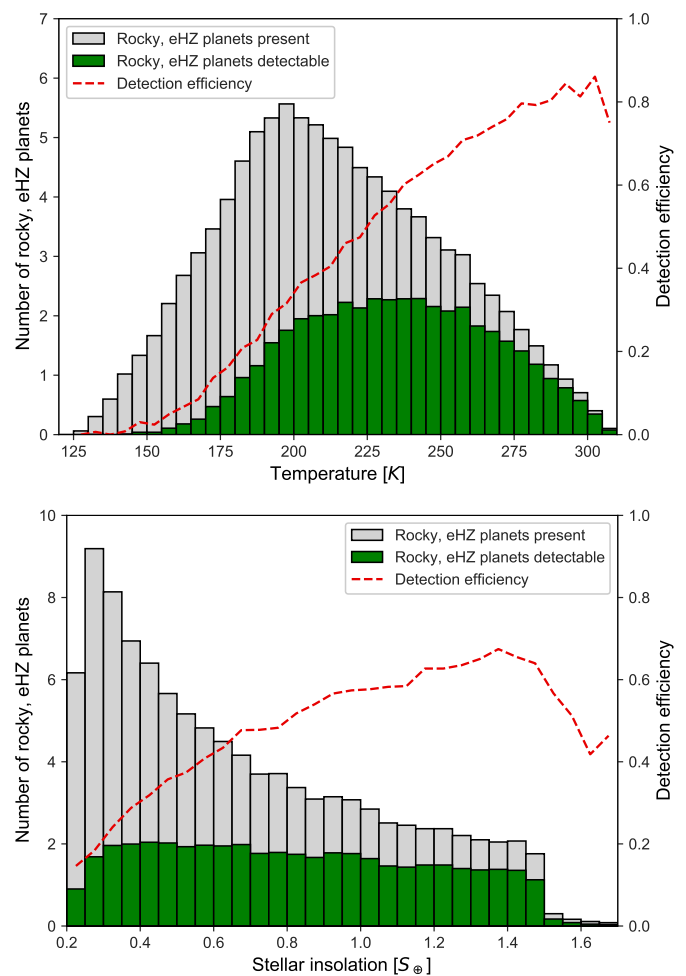 7
6
5
4
3
2
1
0
1.0
0.8
0.6
0.4
0.2
0.0
Number of rocky, eHZ planets
Detection efficiency
Rocky, eHZ planets present
Rocky, eHZ planets detectable
Detection efficiency
125 150 175 200 225 250 275 300
Temperature [K]
10
8
6
4
2
0
1.0
0.8
0.6
0.4
0.2
0.0
Number of rocky, eHZ planets
Detection efficiency
Rocky, eHZ planets present
Rocky, eHZ planets detectable
Detection efficiency
0.2 0.4 0.6 0.8 1.0 1.2 1.4 1.6
Stellar insolation [S⊕]